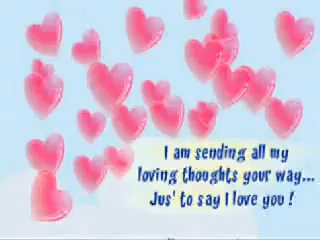 I am sending all my
loving thoughts your way...
Jus' to say I love you !